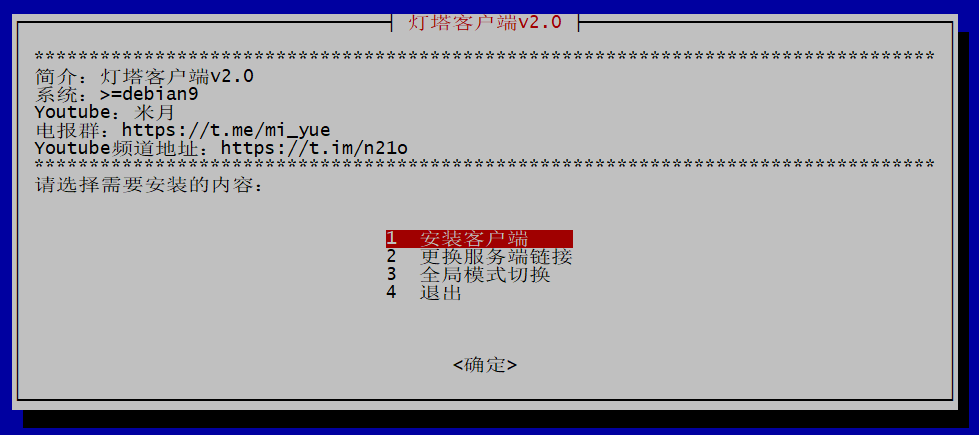 灯塔客户端v2.0
**********************************************************************************
简介：灯塔客户端v2.0
系统：>=debian9
Youtube：米月
电报群：https://t.me/mi_yue
Youtube频道地址：https://t.im/n21o
**********************************************************************************
请选择需要安装的内容：
1 安装客户端
2 更换服务端链接
3 全局模式切换
4 退出
<确定>